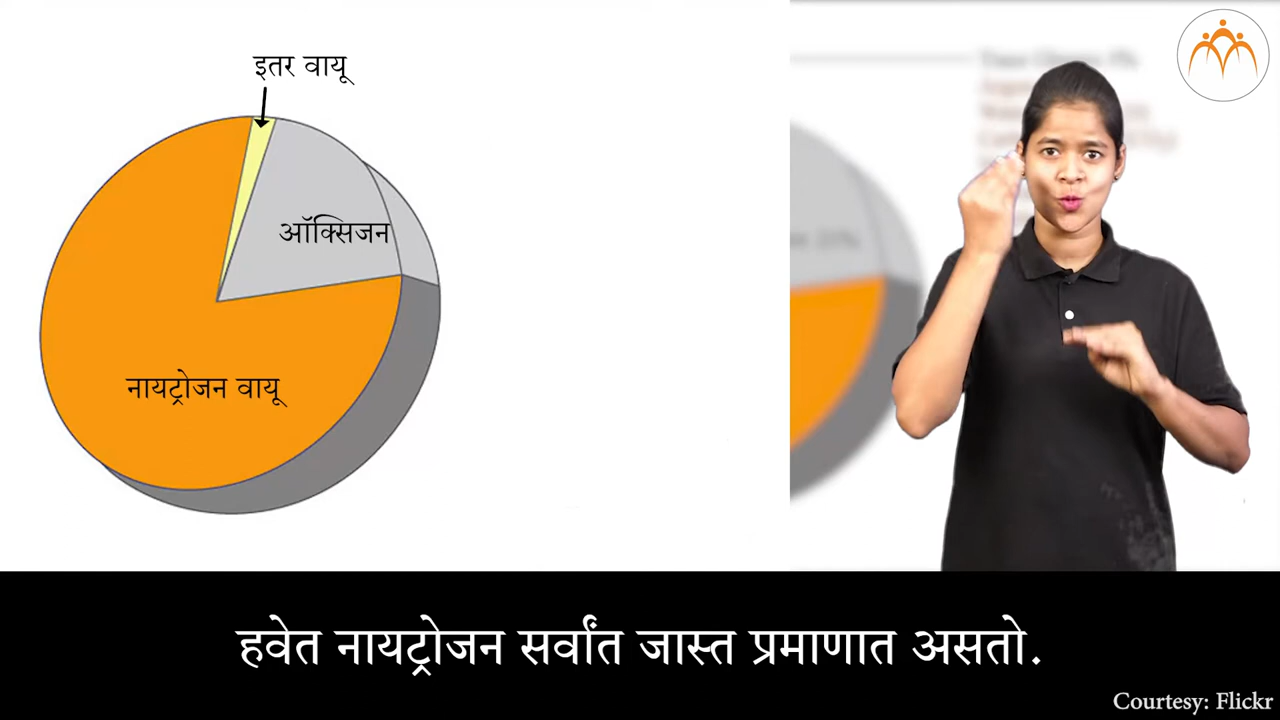 इतर वायू
ऑक्सिजन
नायट्रोजन वायू
हवेत नायट्रोजन सर्वांत जास्त प्रमाणात असतो.
Courtesy: Flickr